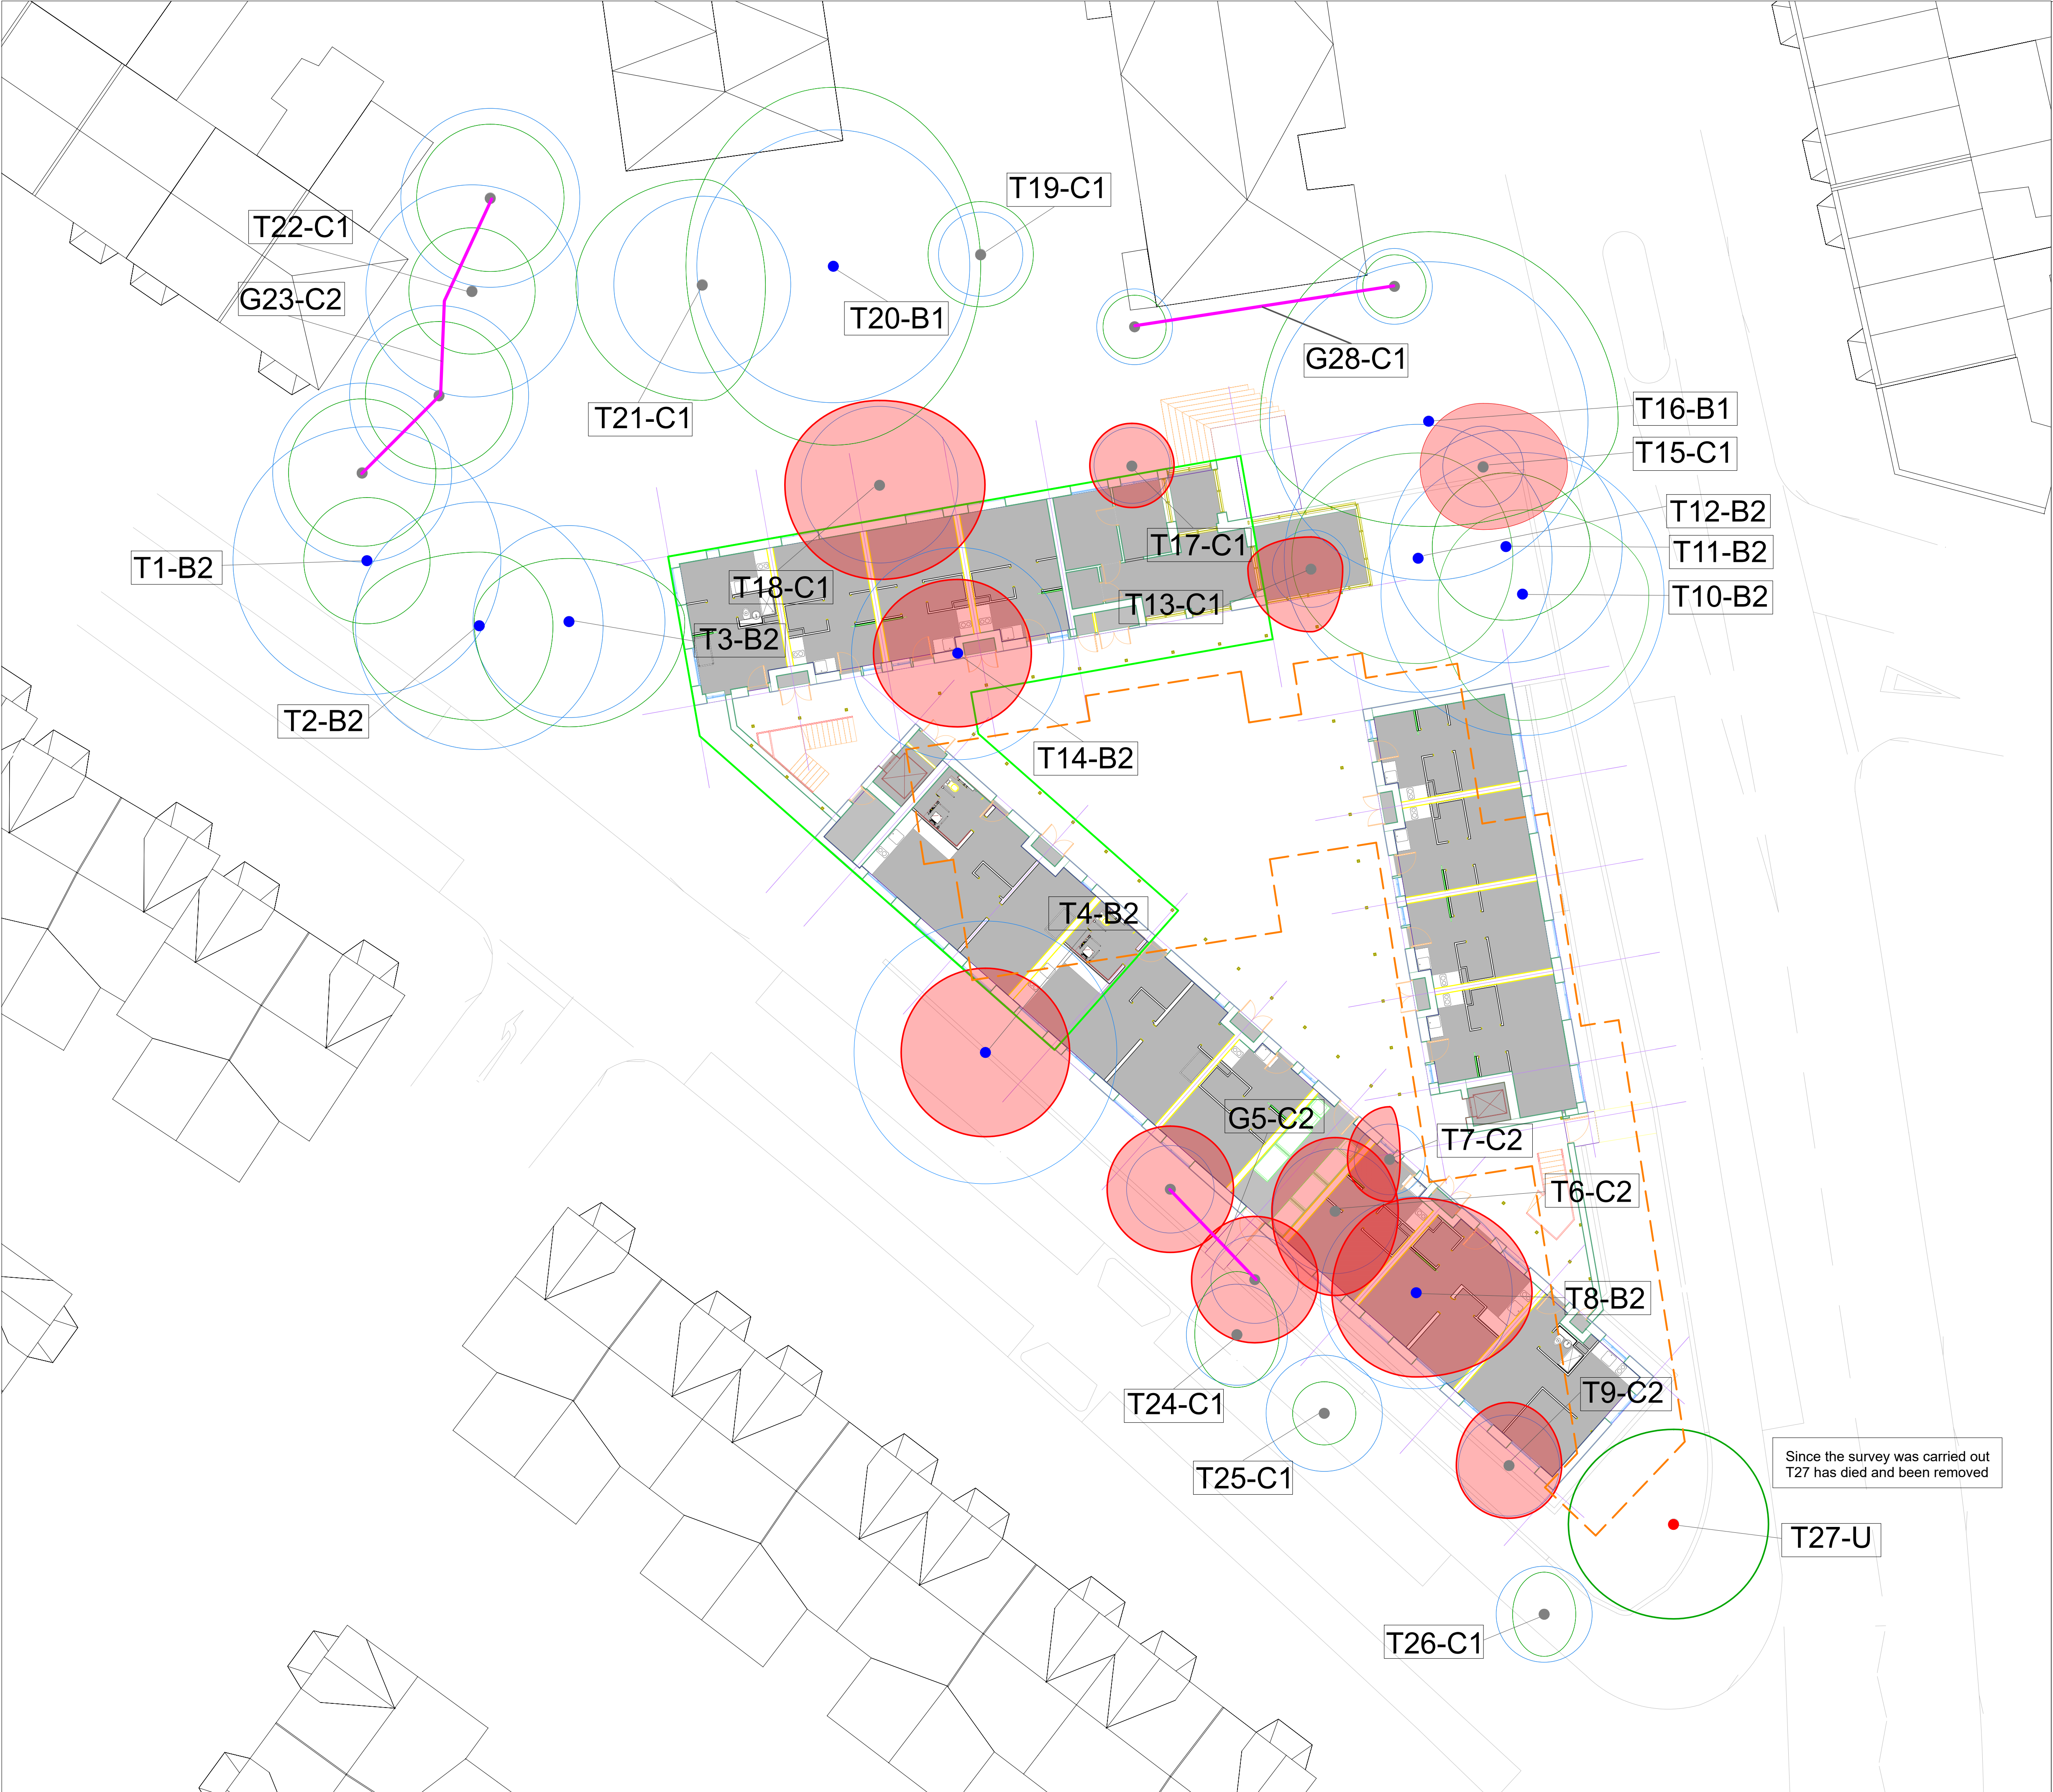 T19-C1
T22-C1
G23-C2
T20-B1
G28-C1
T21-C1
T16-B1
T15-C1
T12-B2
T17-C1
T11-B2
T1-B2
T18-C1
T10-B2
T13-C1
T3-B2
T2-B2
T14-B2
T4-B2
G5-C2
T7-C2
T6-C2
T8-B2
T9-C2
T24-C1
Since the survey was carried out
T27 has died and been removed
T25-C1
T27-U
T26-C1